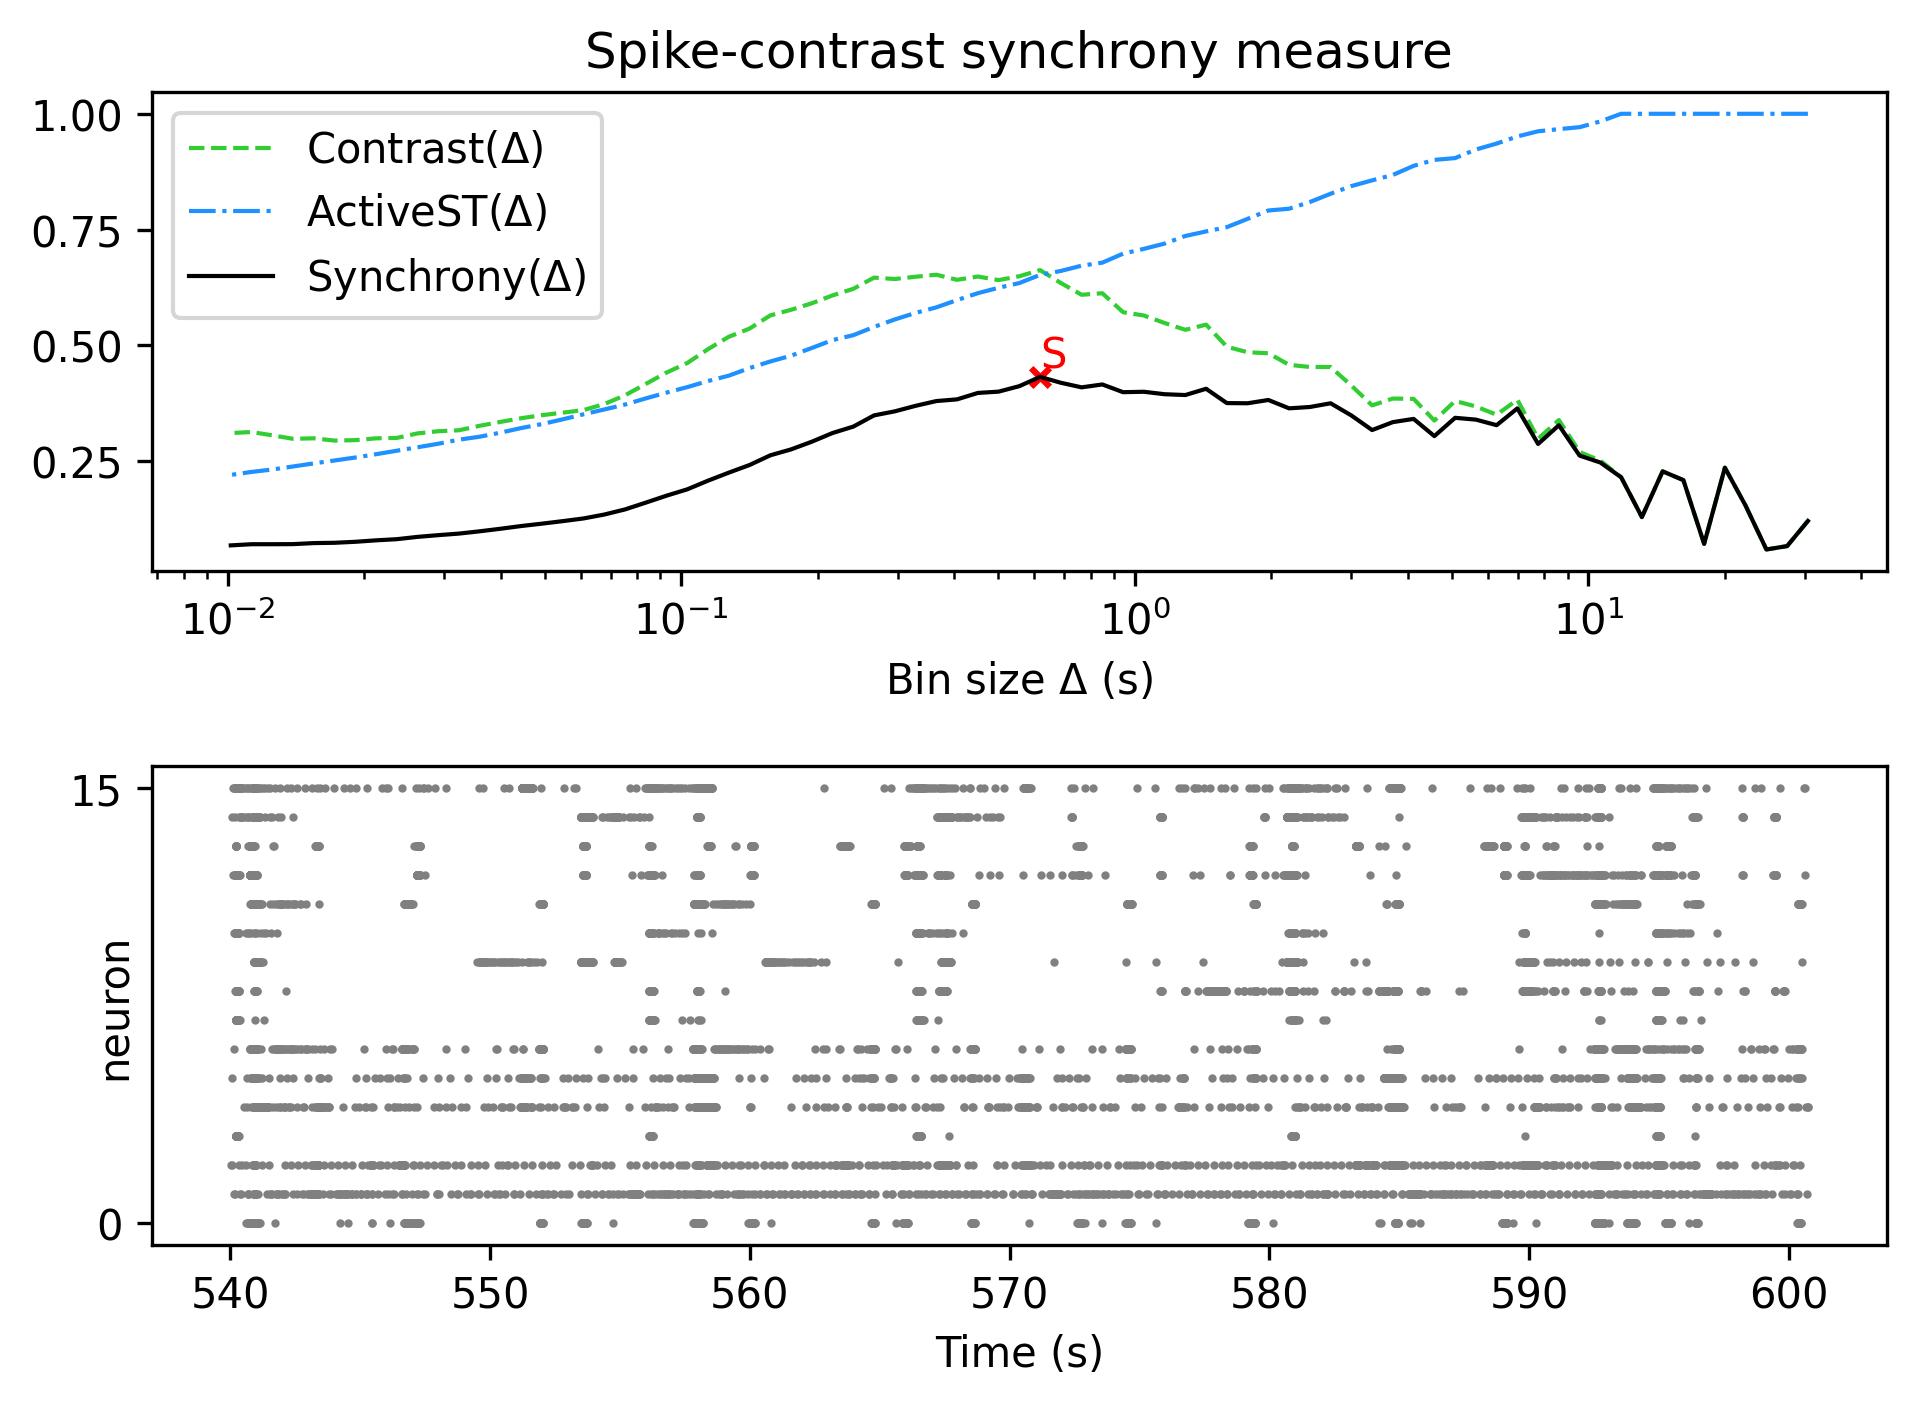 Spike-contrast synchrony measure
1.00
0.75
0.50
0.25
Contrast(Δ)
ActiveST(Δ)
Synchrony(Δ)
S
10⁻² 10⁻¹ 10⁰ 10¹
Bin size Δ (s)
15
0
neuron
540 550 560 570 580 590 600
Time (s)